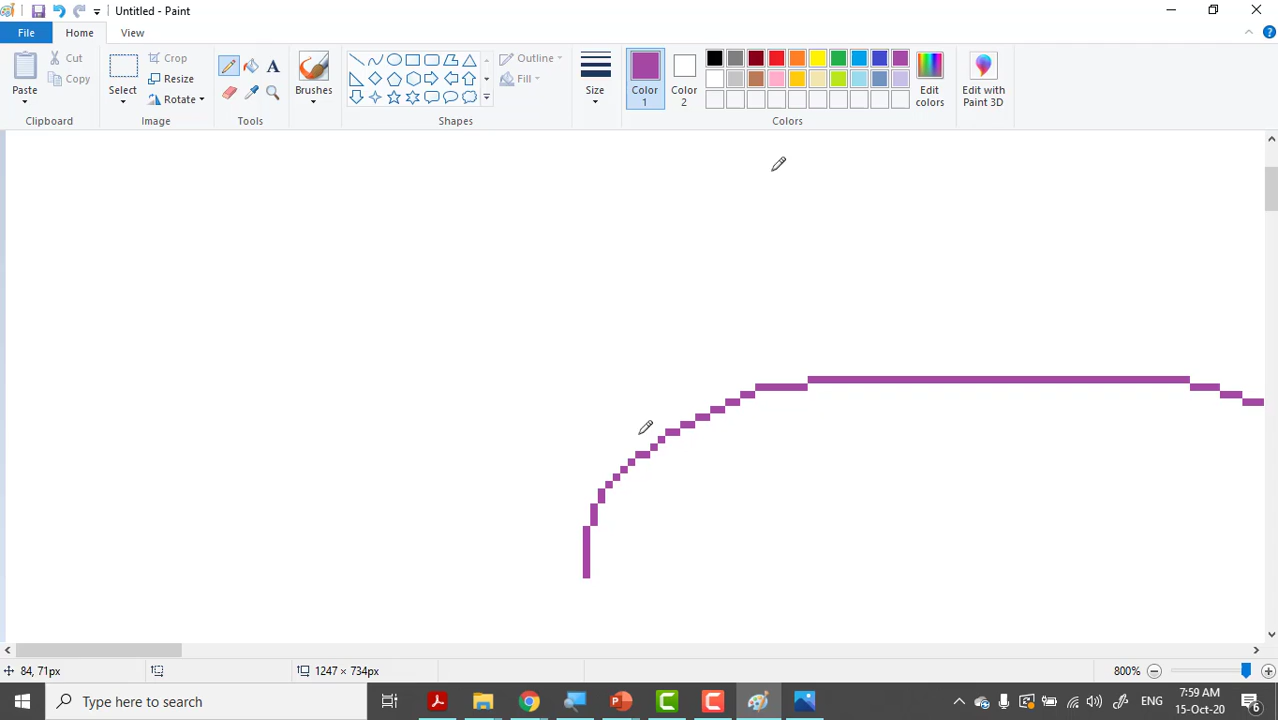 Untitled - Paint
File
Home
View
Paste
Cut
Copy
Clipboard
Select
Crop
Resize
Rotate
Image
A
Tools
Brushes
Shapes
Outline
Fill
Size
Color
1
Color
2
Colors
Edit
colors
Edit with
Paint 3D
84, 71px
1247 × 734px
800%
Type here to search
ENG
7:59 AM
15-Oct-20
6